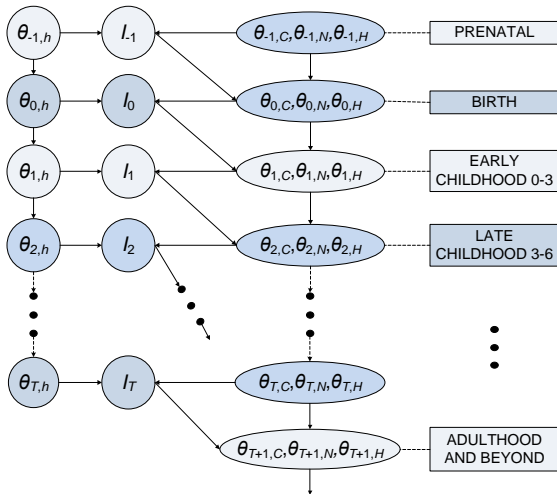 θ-1,h I-1 θ-1,C,θ-1,N,θ-1,H PRENATAL
θ0,h I0 θ0,C,θ0,N,θ0,H BIRTH
θ1,h I1 θ1,C,θ1,N,θ1,H EARLY
CHILDHOOD 0-3
θ2,h I2 θ2,C,θ2,N,θ2,H LATE
CHILDHOOD 3-6
θT,h IT θT,C,θT,N,θT,H
θT+1,C,θT+1,N,θT+1,H ADULTHOOD
AND BEYOND